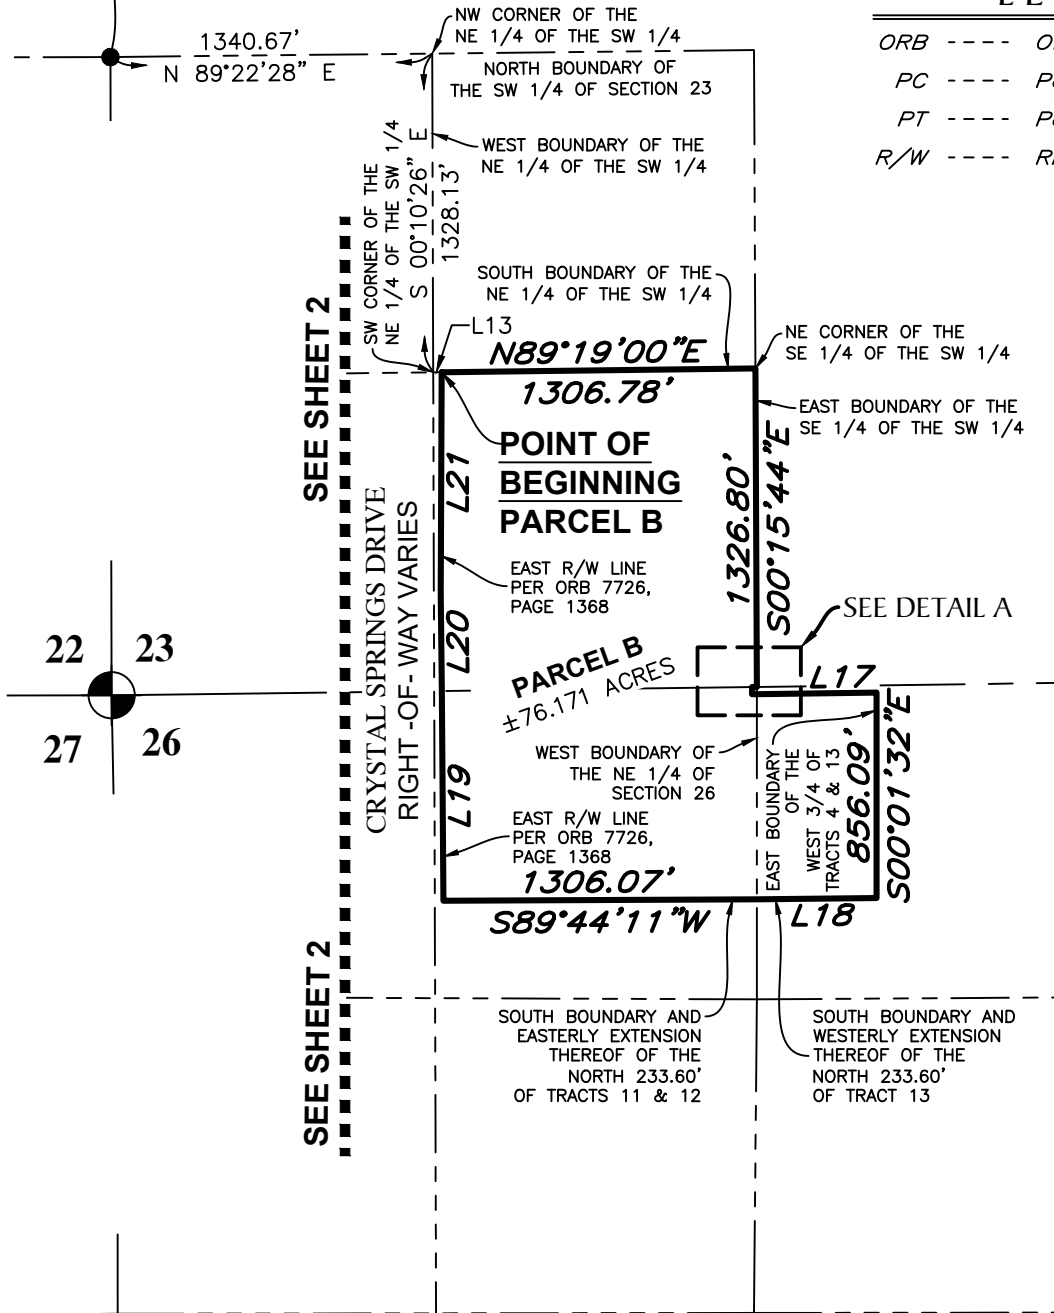 NW CORNER OF THE
NE 1/4 OF THE SW 1/4
1340.67'
N 89°22'28" E
NORTH BOUNDARY OF
THE SW 1/4 OF SECTION 23
ORB ----
PC ----
PT ----
R/W ----
WEST BOUNDARY OF THE
NE 1/4 OF THE SW 1/4
SW CORNER OF THE
NE 1/4 OF THE SW 1/4
S 00°10'26" E
1328.13'
SOUTH BOUNDARY OF THE
NE 1/4 OF THE SW 1/4
SEE SHEET 2
L13
N89°19'00"E
1306.78'
NE CORNER OF THE
SE 1/4 OF THE SW 1/4
EAST BOUNDARY OF THE
SE 1/4 OF THE SW 1/4
POINT OF
BEGINNING
PARCEL B
L21
1326.80'
S00°15'44"E
CRYSTAL SPRINGS DRIVE
RIGHT -OF- WAY VARIES
EAST R/W LINE
PER ORB 7726,
PAGE 1368
SEE DETAIL A
L20
PARCEL B
±76.171 ACRES
L17
22 23
27 26
WEST BOUNDARY OF
THE NE 1/4 OF
SECTION 26
EAST BOUNDARY
OF THE
WEST 3/4 OF
TRACTS 4 & 13
856.09'
S00°01'32"E
L19
EAST R/W LINE
PER ORB 7726,
PAGE 1368
1306.07'
S89°44'11"W
L18
SEE SHEET 2
SOUTH BOUNDARY AND
EASTERLY EXTENSION
THEREOF OF THE
NORTH 233.60'
OF TRACTS 11 & 12
SOUTH BOUNDARY AND
WESTERLY EXTENSION
THEREOF OF THE
NORTH 233.60'
OF TRACT 13